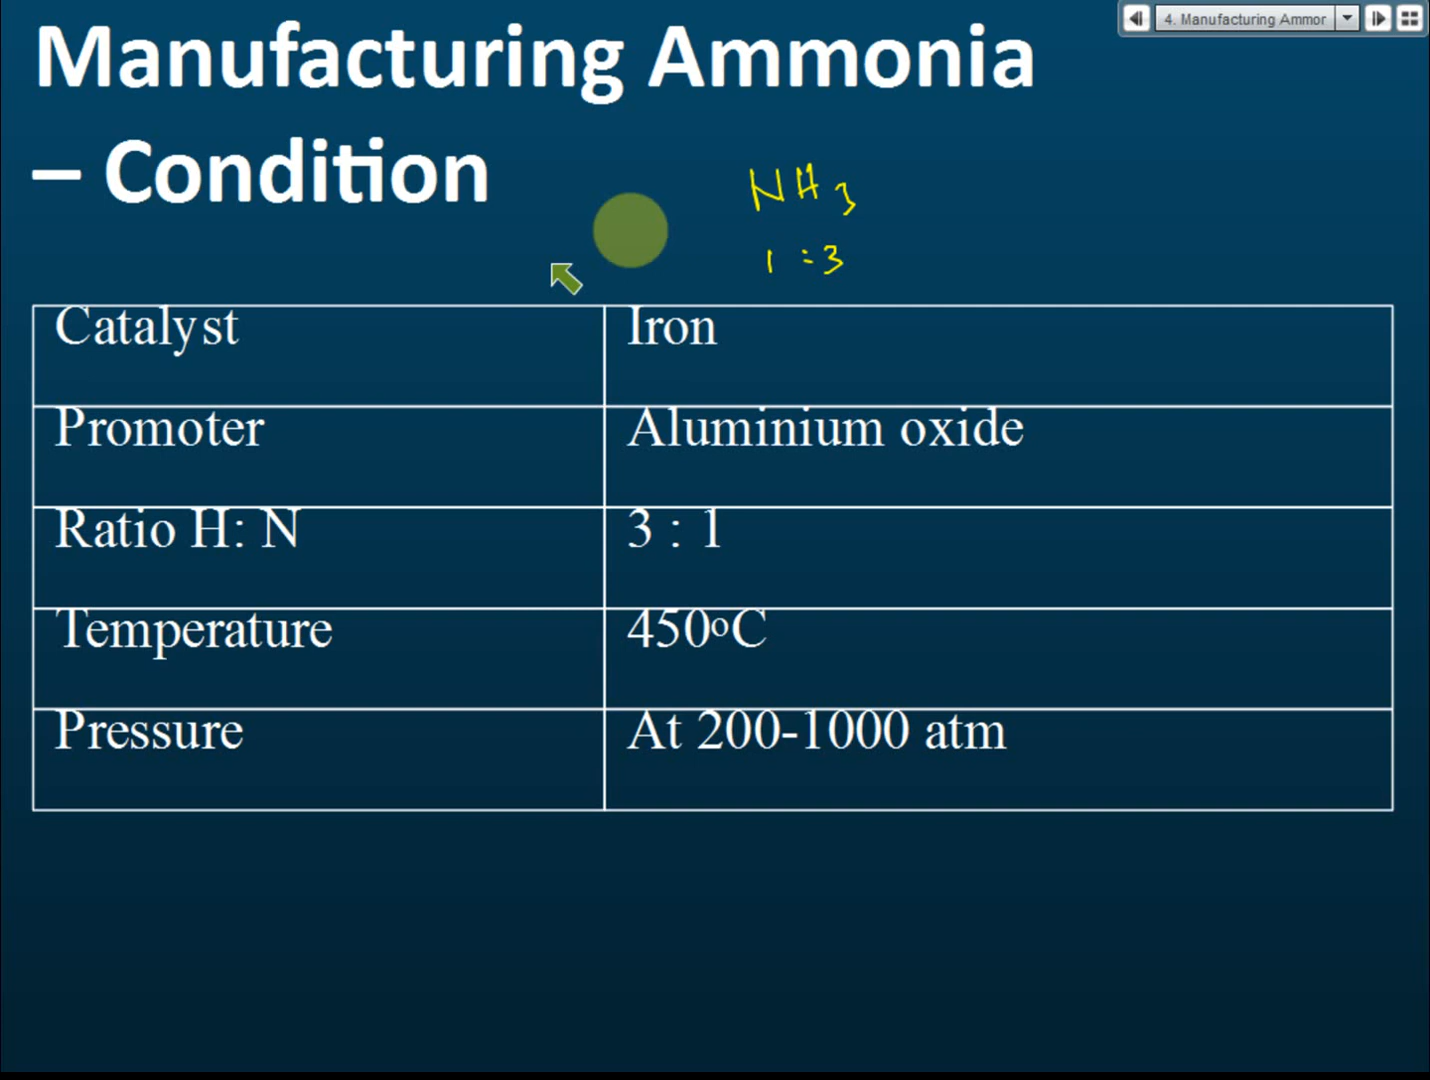 4. Manufacturing Ammor
Manufacturing Ammonia
– Condition
NH3
1 : 3
Catalyst Iron
Promoter Aluminium oxide
Ratio H: N 3 : 1
Temperature 450oC
Pressure At 200-1000 atm